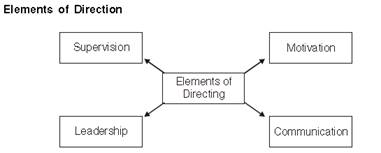 Elements of Direction
Supervision
Motivation
Elements of
Directing
Leadership
Communication